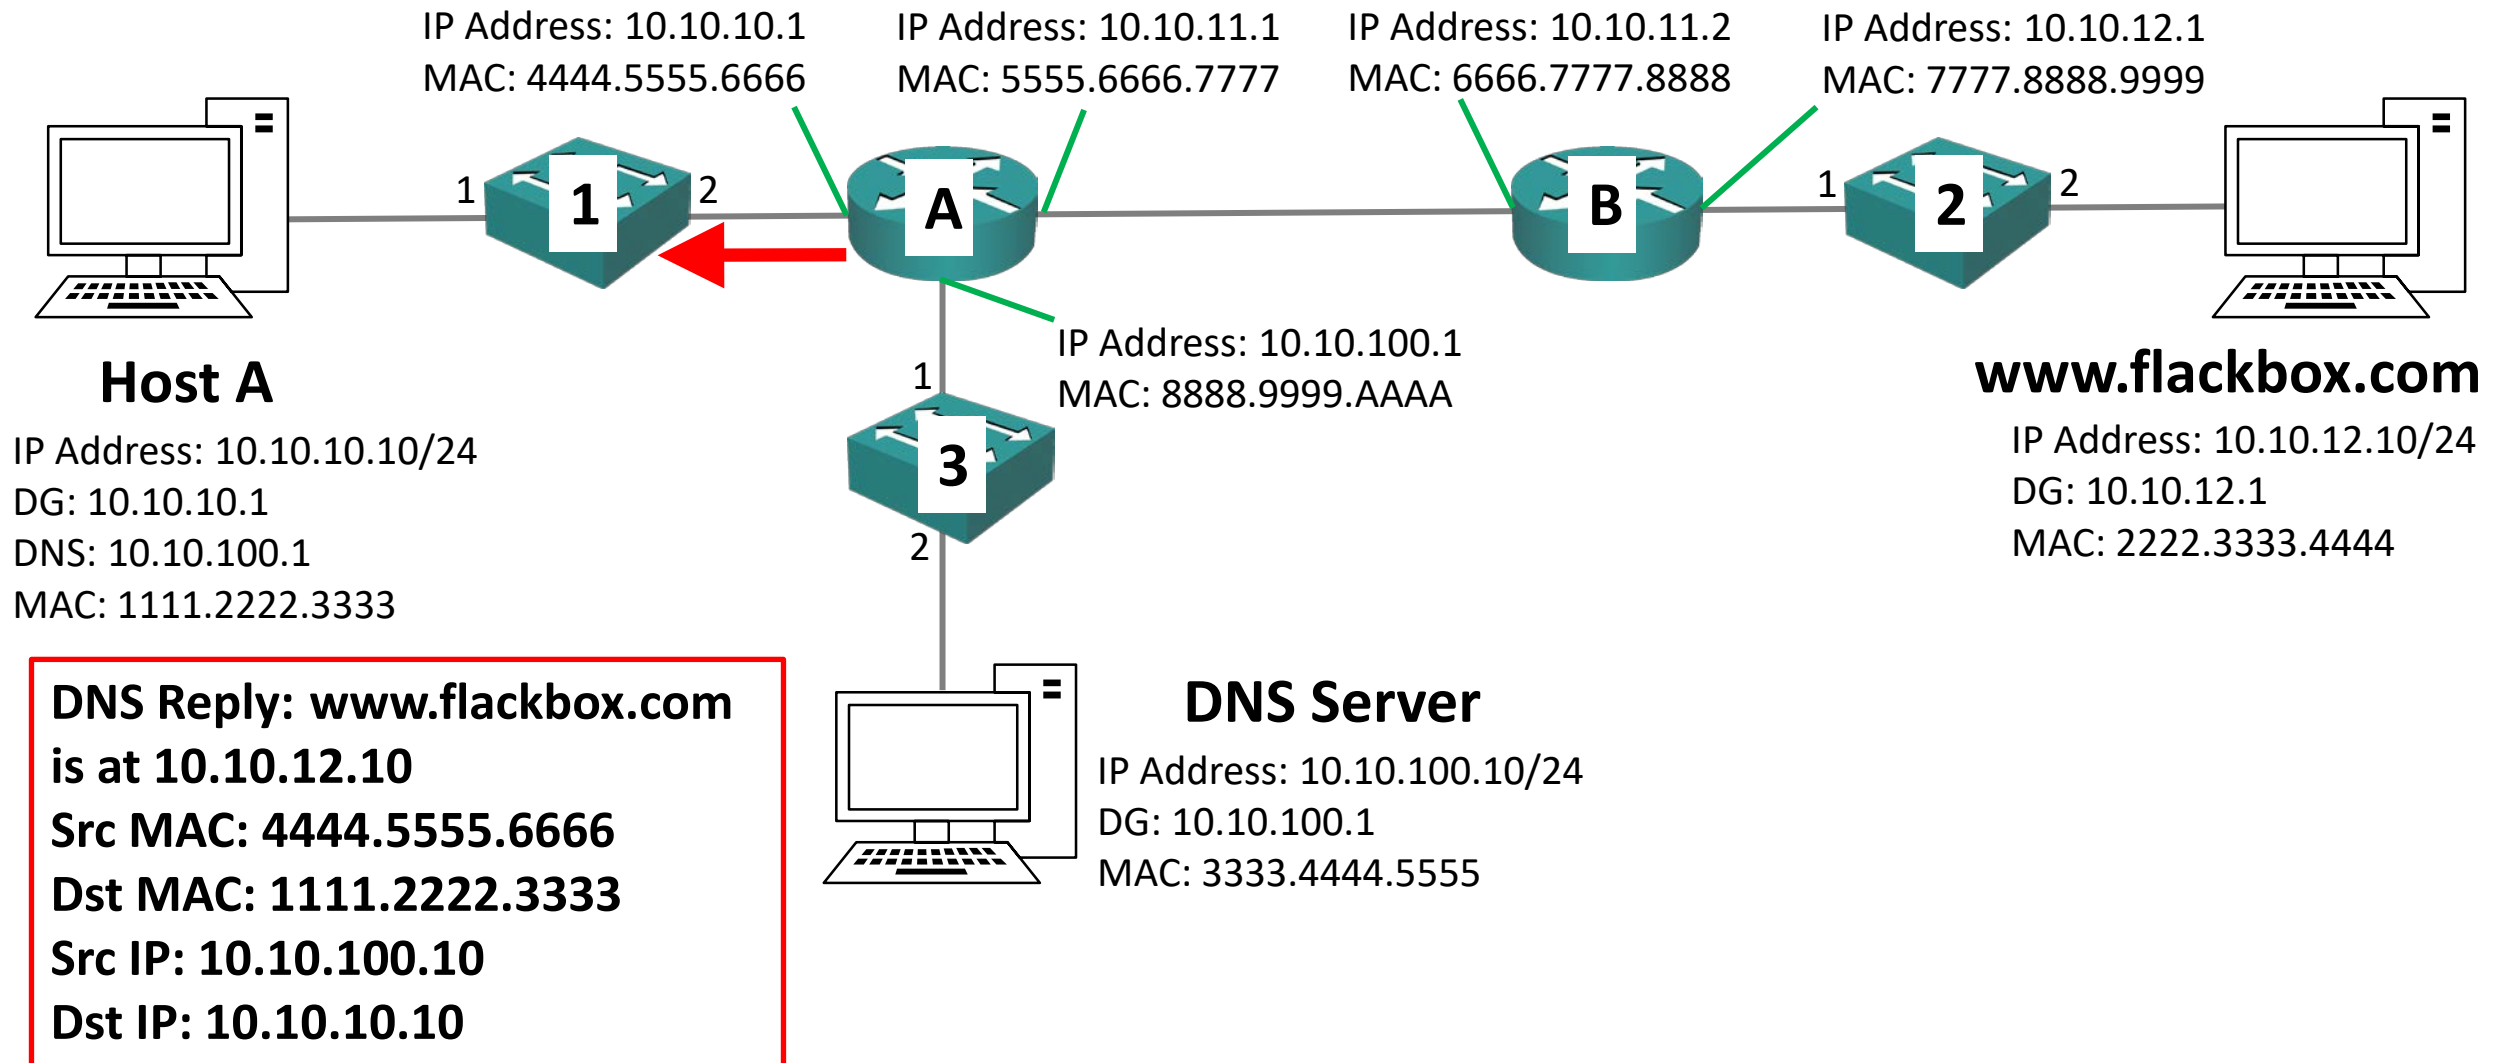 IP Address: 10.10.10.1
MAC: 4444.5555.6666
IP Address: 10.10.11.1
MAC: 5555.6666.7777
IP Address: 10.10.11.2
MAC: 6666.7777.8888
IP Address: 10.10.12.1
MAC: 7777.8888.9999
1
1
2
A
B
1
2
2
Host A
IP Address: 10.10.10.10/24
DG: 10.10.10.1
DNS: 10.10.100.1
MAC: 1111.2222.3333
IP Address: 10.10.100.1
MAC: 8888.9999.AAAA
1
3
2
www.flackbox.com
IP Address: 10.10.12.10/24
DG: 10.10.12.1
MAC: 2222.3333.4444
DNS Reply: www.flackbox.com
is at 10.10.12.10
Src MAC: 4444.5555.6666
Dst MAC: 1111.2222.3333
Src IP: 10.10.100.10
Dst IP: 10.10.10.10
DNS Server
IP Address: 10.10.100.10/24
DG: 10.10.100.1
MAC: 3333.4444.5555